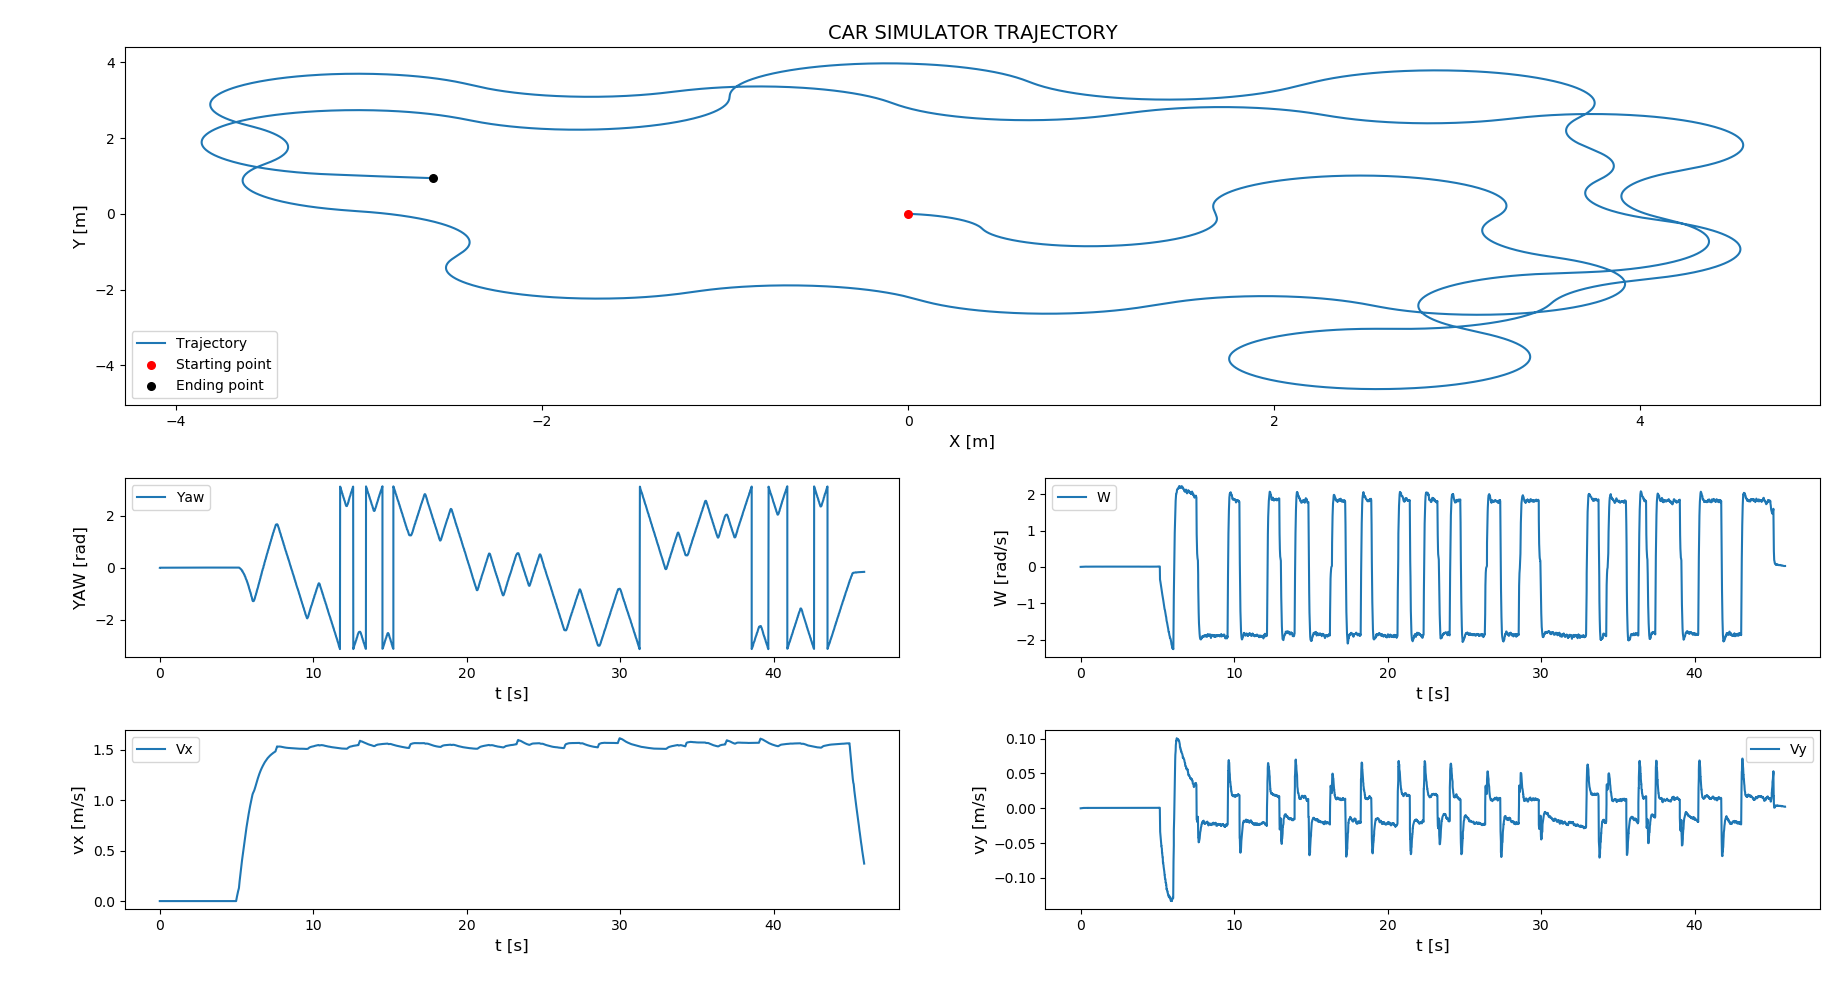 CAR SIMULATOR TRAJECTORY
4
2
0
−2
−4
Y [m]
Trajectory
Starting point
Ending point
−4 −2 0 2 4
X [m]
Yaw
2
0
−2
YAW [rad]
0 10 20 30 40
t [s]
W
2
1
0
−1
−2
W [rad/s]
0 10 20 30 40
t [s]
Vx
1.5
1.0
0.5
0.0
vx [m/s]
0 10 20 30 40
t [s]
Vy
0.10
0.05
0.00
−0.05
−0.10
vy [m/s]
0 10 20 30 40
t [s]